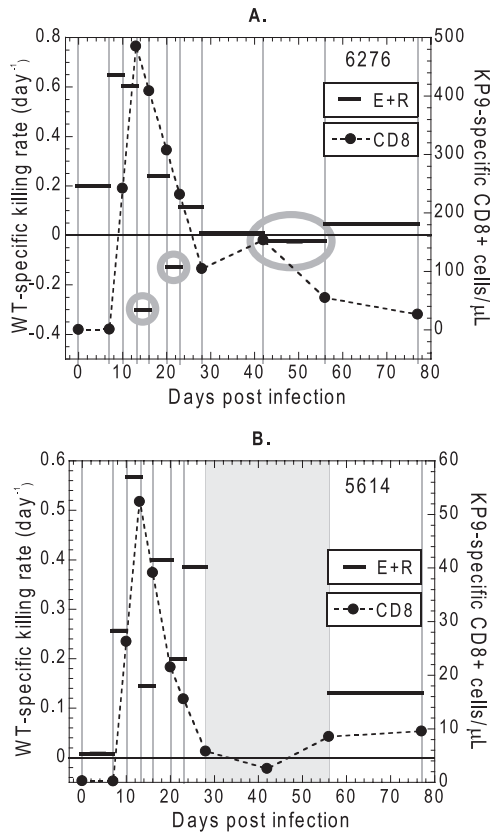 A.
6276
E+R
CD8
WT-specific killing rate (day⁻¹)
0.8
0.6
0.4
0.2
0
-0.2
-0.4
KP9-specific CD8+ cells/μL
500
400
300
200
100
0
0 10 20 30 40 50 60 70 80
Days post infection
B.
5614
E+R
CD8
WT-specific killing rate (day⁻¹)
0.6
0.5
0.4
0.3
0.2
0.1
0
KP9-specific CD8+ cells/μL
60
50
40
30
20
10
0
0 10 20 30 40 50 60 70 80
Days post infection